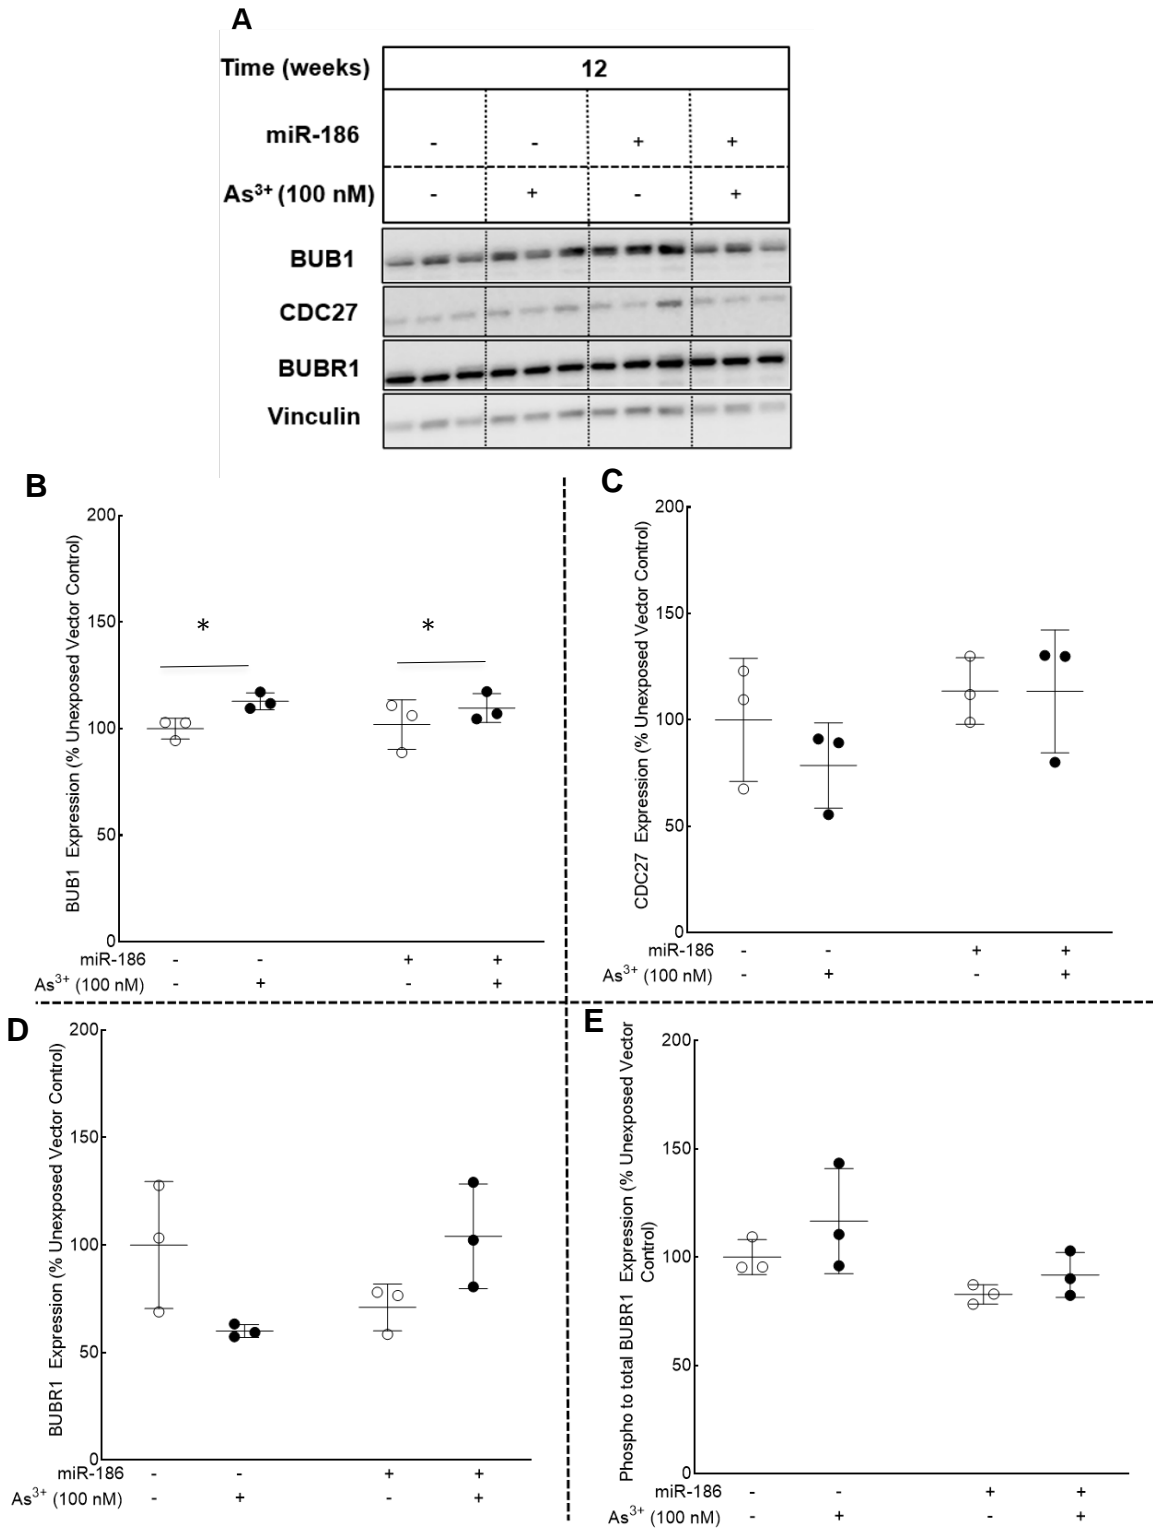 A
Time (weeks) 12
miR-186 - - + +
As3+ (100 nM) - + - +
BUB1
CDC27
BUBR1
Vinculin
B
BUB1 Expression (% Unexposed Vector Control)
200
150
100
50
0
* *
miR-186 - - + +
As3+ (100 nM) - + - +
C
CDC27 Expression (% Unexposed Vector Control)
200
150
100
50
0
miR-186 - - + +
As3+ (100 nM) - + - +
D
BUBR1 Expression (% Unexposed Vector Control)
200
150
100
50
0
miR-186 - - + +
As3+ (100 nM) - + - +
E
Phospho to total BUBR1 Expression (% Unexposed Vector
Control)
200
150
100
50
0
miR-186 - - + +
As3+ (100 nM) - + - +